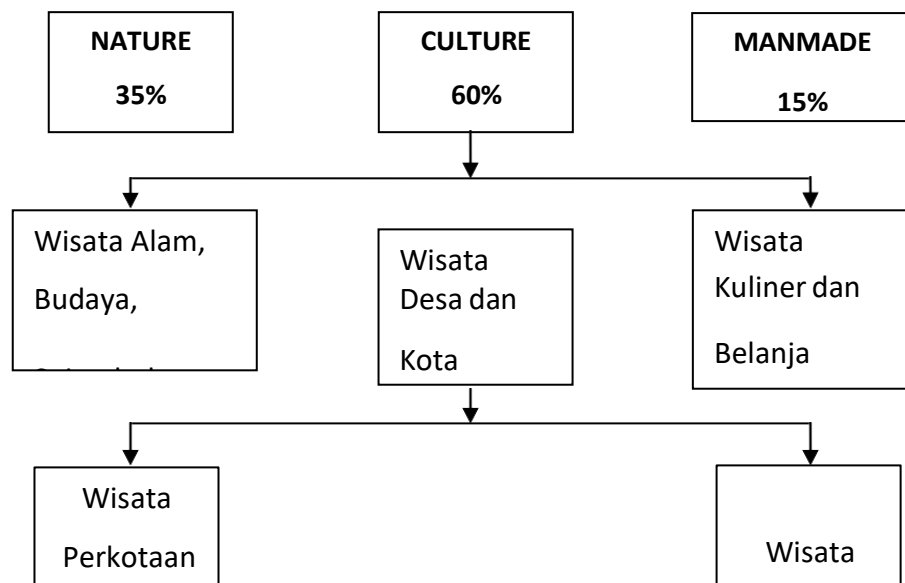 NATURE
35%
CULTURE
60%
MANMADE
15%
Wisata Alam,
Budaya,
Wisata
Desa dan
Kota
Wisata
Kuliner dan
Belanja
Wisata
Perkotaan
Wisata